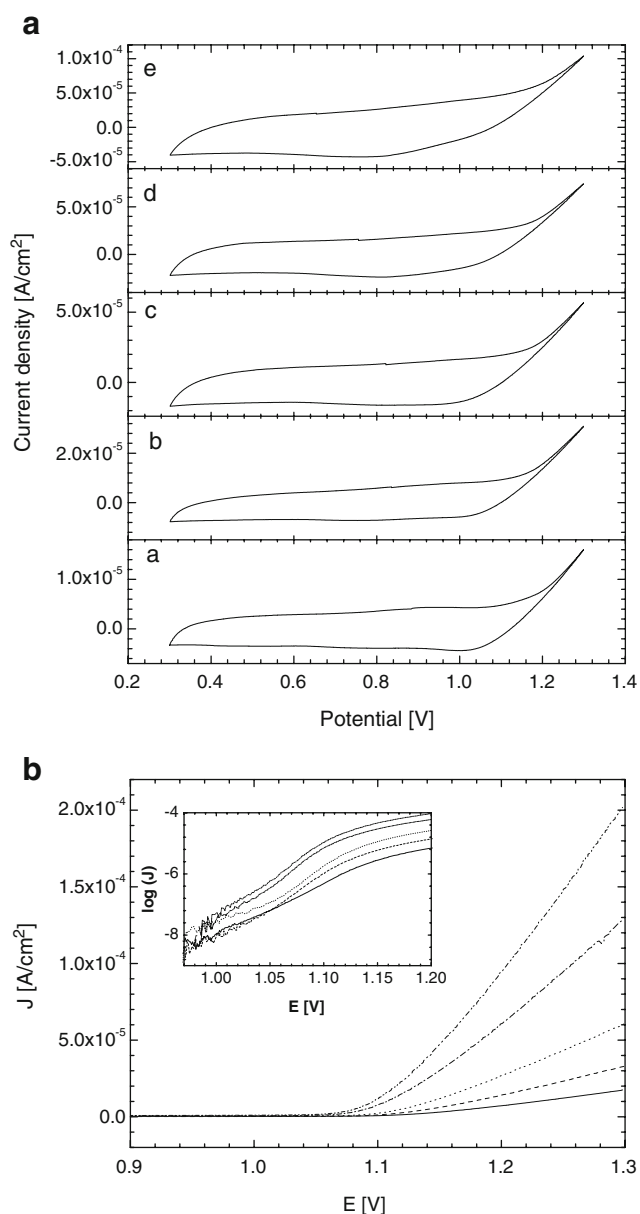 a
e
1.0x10⁻⁴
5.0x10⁻⁵
0.0
-5.0x10⁻⁵
d
5.0x10⁻⁵
0.0
c
5.0x10⁻⁵
0.0
b
2.0x10⁻⁵
0.0
a
1.0x10⁻⁵
0.0
Current density [A/cm²]
0.2 0.4 0.6 0.8 1.0 1.2 1.4
Potential [V]
b
2.0x10⁻⁴
1.5x10⁻⁴
1.0x10⁻⁴
5.0x10⁻⁵
0.0
J [A/cm²]
-4
-6
-8
log (J)
1.00 1.05 1.10 1.15 1.20
E [V]
0.9 1.0 1.1 1.2 1.3
E [V]